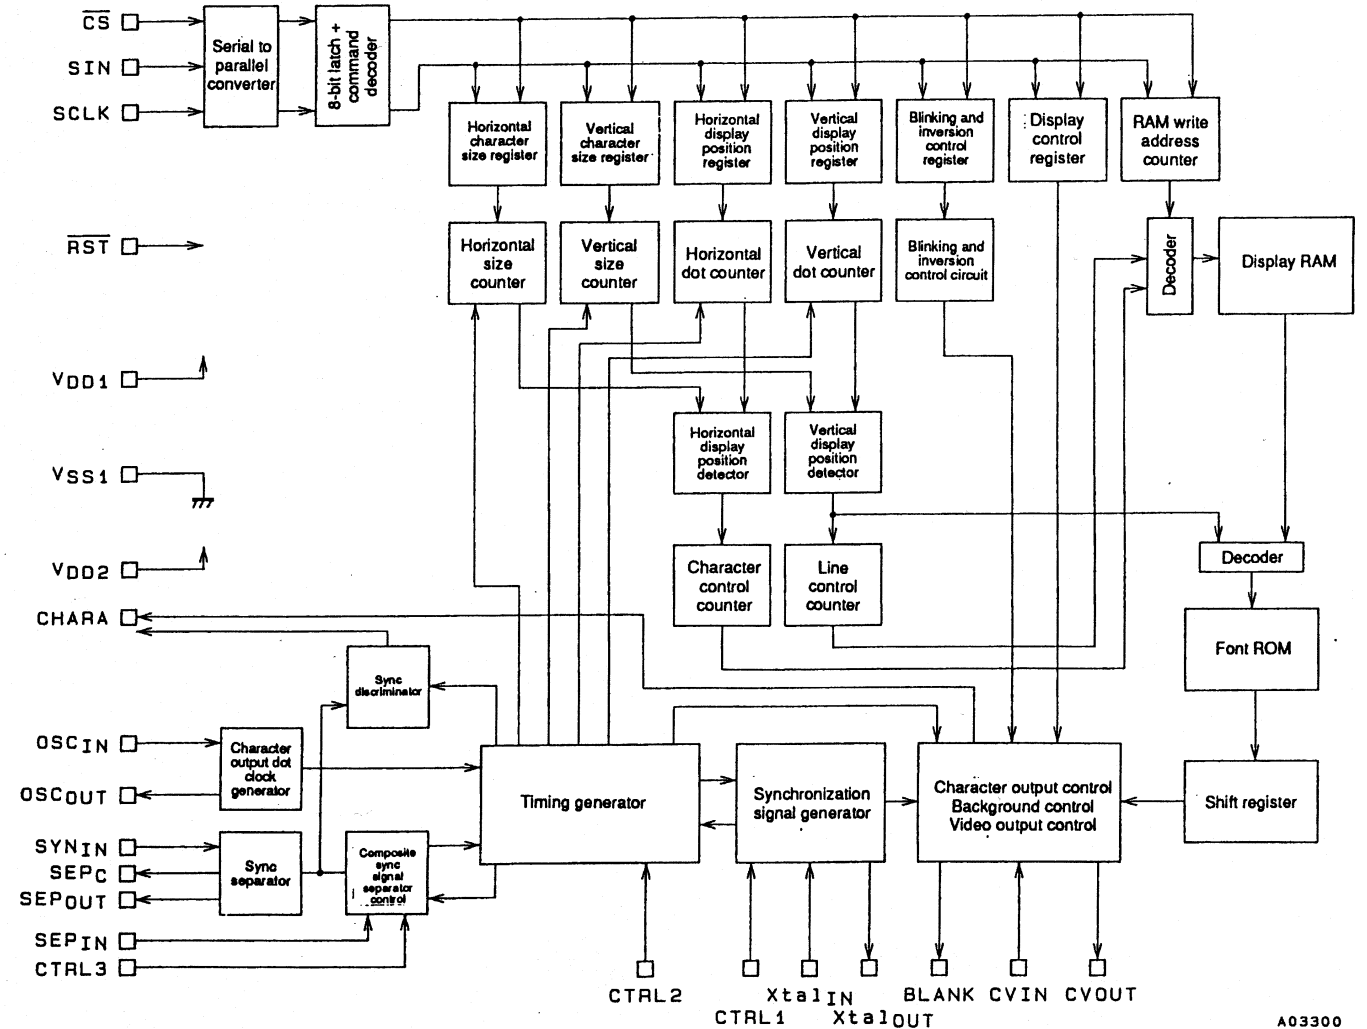 CS
SIN
SCLK
Serial to
parallel
converter
8-bit latch +
command
decoder
Horizontal
character
size register
Vertical
character
size register
Horizontal
display
position
register
Vertical
display
position
register
Blinking and
inversion
control
register
Display
control
register
RAM write
address
counter
RST
Horizontal
size
counter
Vertical
size
counter
Horizontal
dot counter
Vertical
dot counter
Blinking and
inversion
control circuit
Decoder
Display RAM
VDD1
VSS1
VDD2
Horizontal
display
position
detector
Vertical
display
position
detector
Character
control
counter
Line
control
counter
Decoder
Font ROM
CHARA
Sync
discriminator
OSCIN
OSCOUT
Character
output dot
clock
generator
Timing generator
Synchronization
signal generator
Character output control
Background control
Video output control
Shift register
SYNIN
SEPC
SEPOUT
SEPIN
CTRL3
Sync
separator
Composite
sync
signal
separator
control
CTRL2
XtalIN
BLANK
CVIN
CVOUT
CTRL1
XtalOUT
A03300